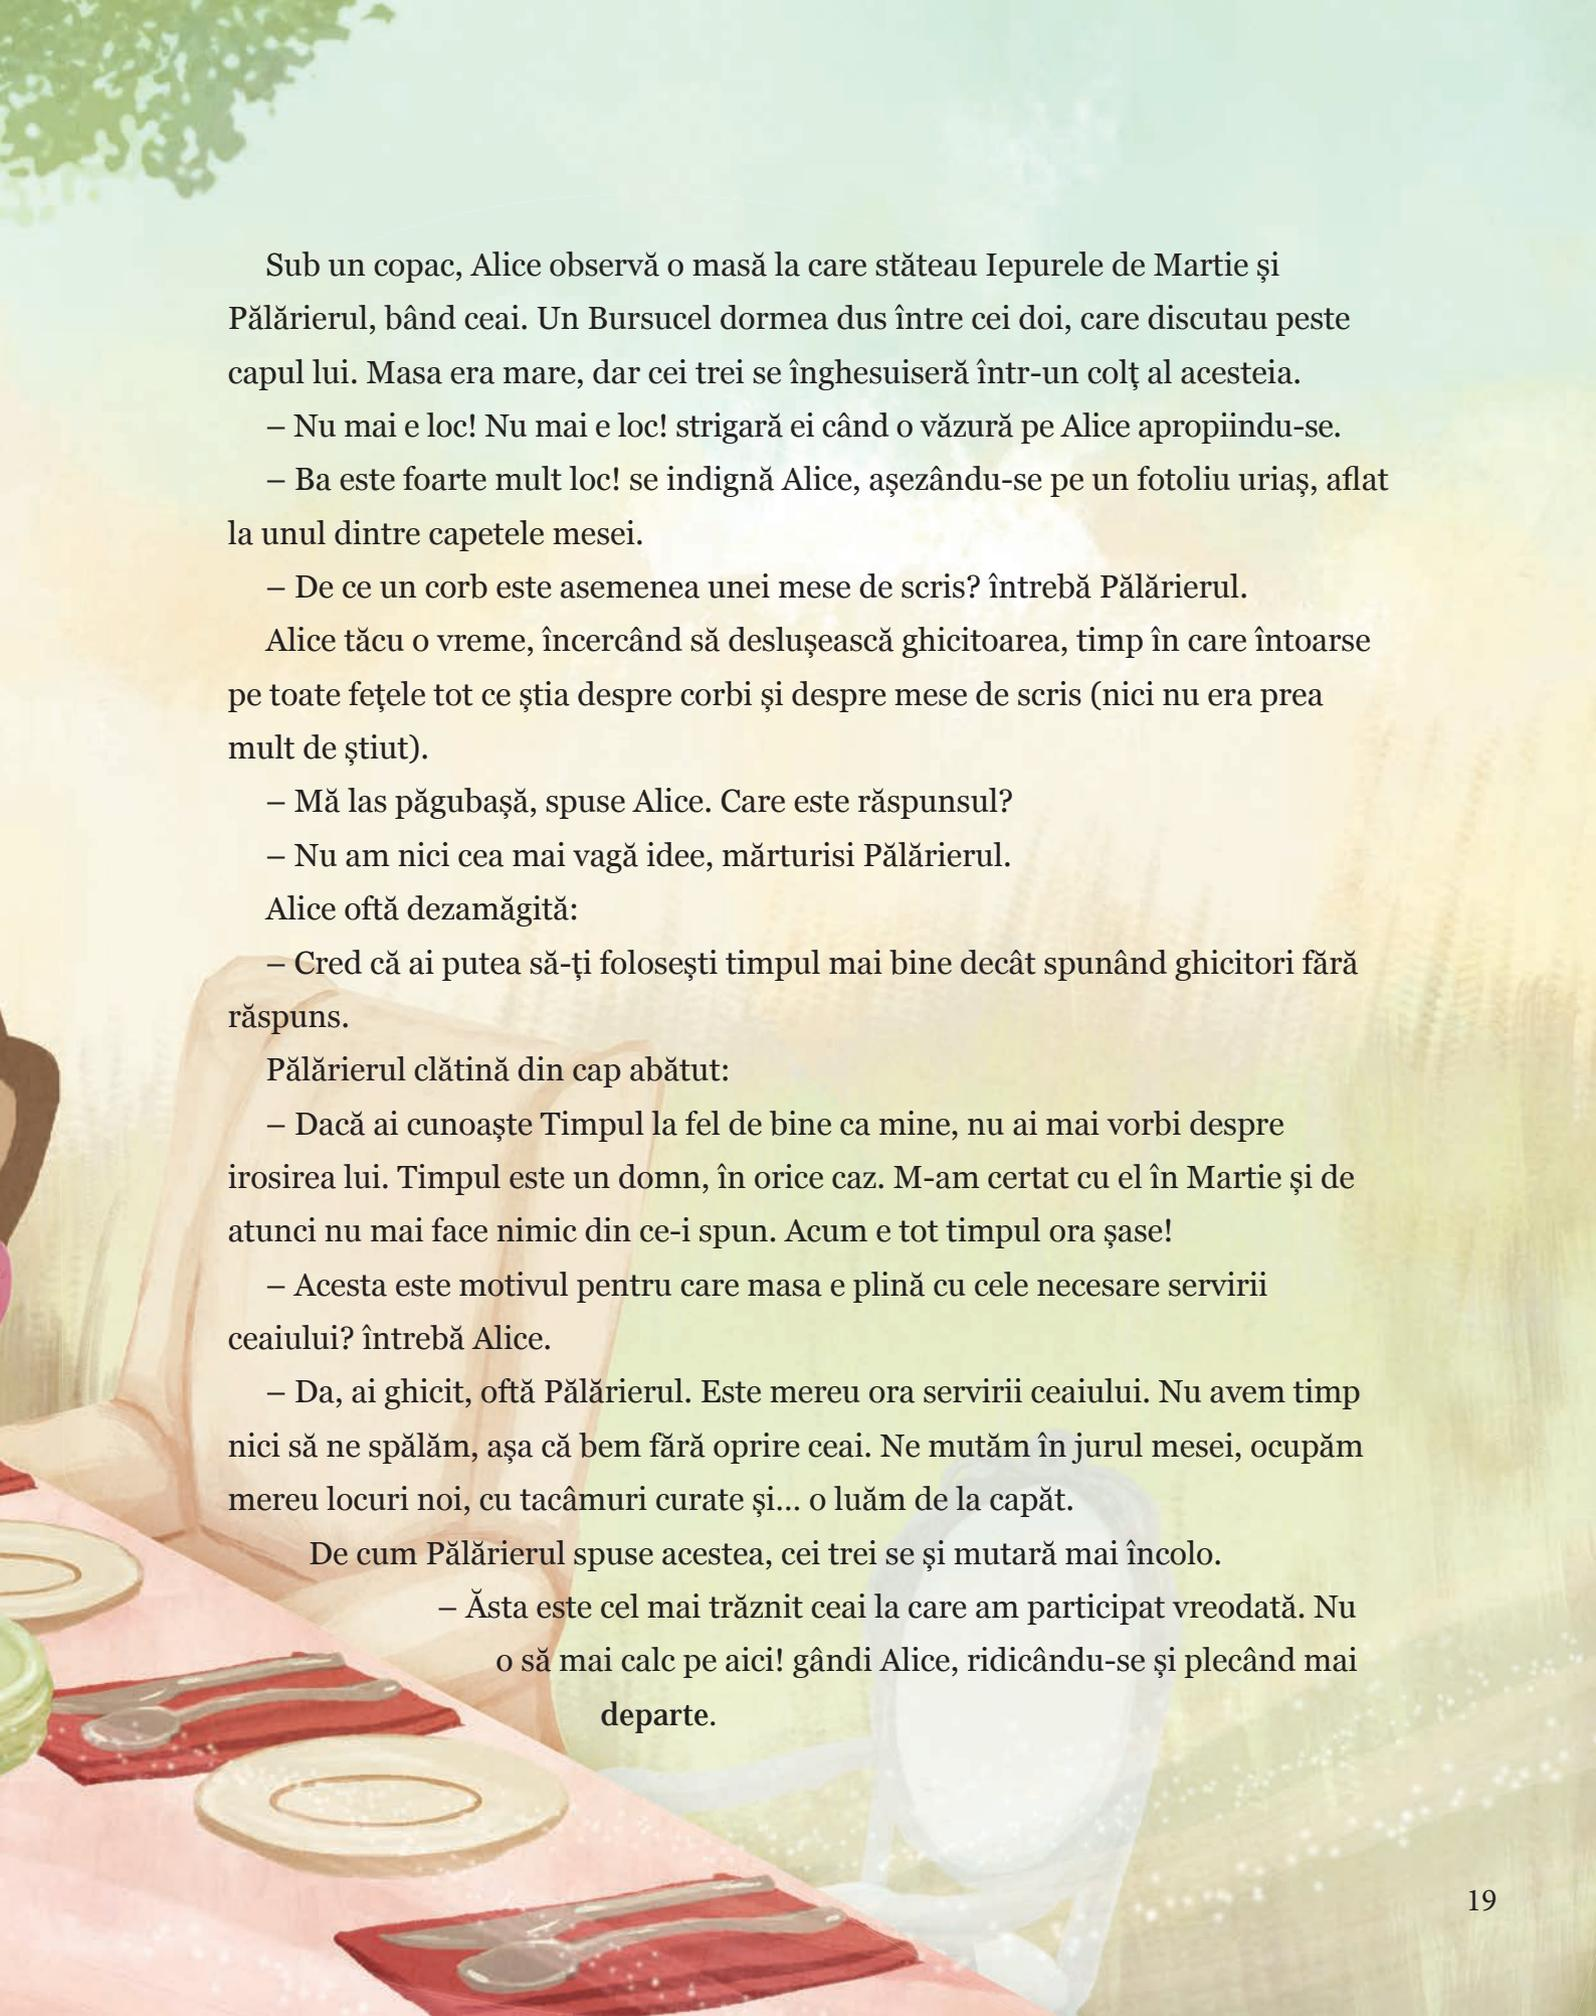 Sub un copac, Alice observă o masă la care stăteau Iepurele de Martie și
Pălărierul, bând ceai. Un Bursucel dormea dus între cei doi, care discutau peste
capul lui. Masa era mare, dar cei trei se înghesuiseră într-un colț al acesteia.
– Nu mai e loc! Nu mai e loc! strigară ei când o văzură pe Alice apropiindu-se.
– Ba este foarte mult loc! se indignă Alice, așezându-se pe un fotoliu uriaș, aflat
la unul dintre capetele mesei.
– De ce un corb este asemenea unei mese de scris? întrebă Pălărierul.
Alice tăcu o vreme, încercând să deslușească ghicitoarea, timp în care întoarse
pe toate fețele tot ce știa despre corbi și despre mese de scris (nici nu era prea
mult de știut).
– Mă las păgubașă, spuse Alice. Care este răspunsul?
– Nu am nici cea mai vagă idee, mărturisi Pălărierul.
Alice oftă dezamăgită:
– Cred că ai putea să-ți folosești timpul mai bine decât spunând ghicitori fără
răspuns.
Pălărierul clătină din cap abătut:
– Dacă ai cunoaște Timpul la fel de bine ca mine, nu ai mai vorbi despre
irosirea lui. Timpul este un domn, în orice caz. M-am certat cu el în Martie și de
atunci nu mai face nimic din ce-i spun. Acum e tot timpul ora șase!
– Acesta este motivul pentru care masa e plină cu cele necesare servirii
ceaiului? întrebă Alice.
– Da, ai ghicit, oftă Pălărierul. Este mereu ora servirii ceaiului. Nu avem timp
nici să ne spălăm, așa că bem fără oprire ceai. Ne mutăm în jurul mesei, ocupăm
mereu locuri noi, cu tacâmuri curate și... o luăm de la capăt.
De cum Pălărierul spuse acestea, cei trei se și mutară mai încolo.
– Ăsta este cel mai trăznit ceai la care am participat vreodată. Nu
o să mai calc pe aici! gândi Alice, ridicându-se și plecând mai
departe.
19